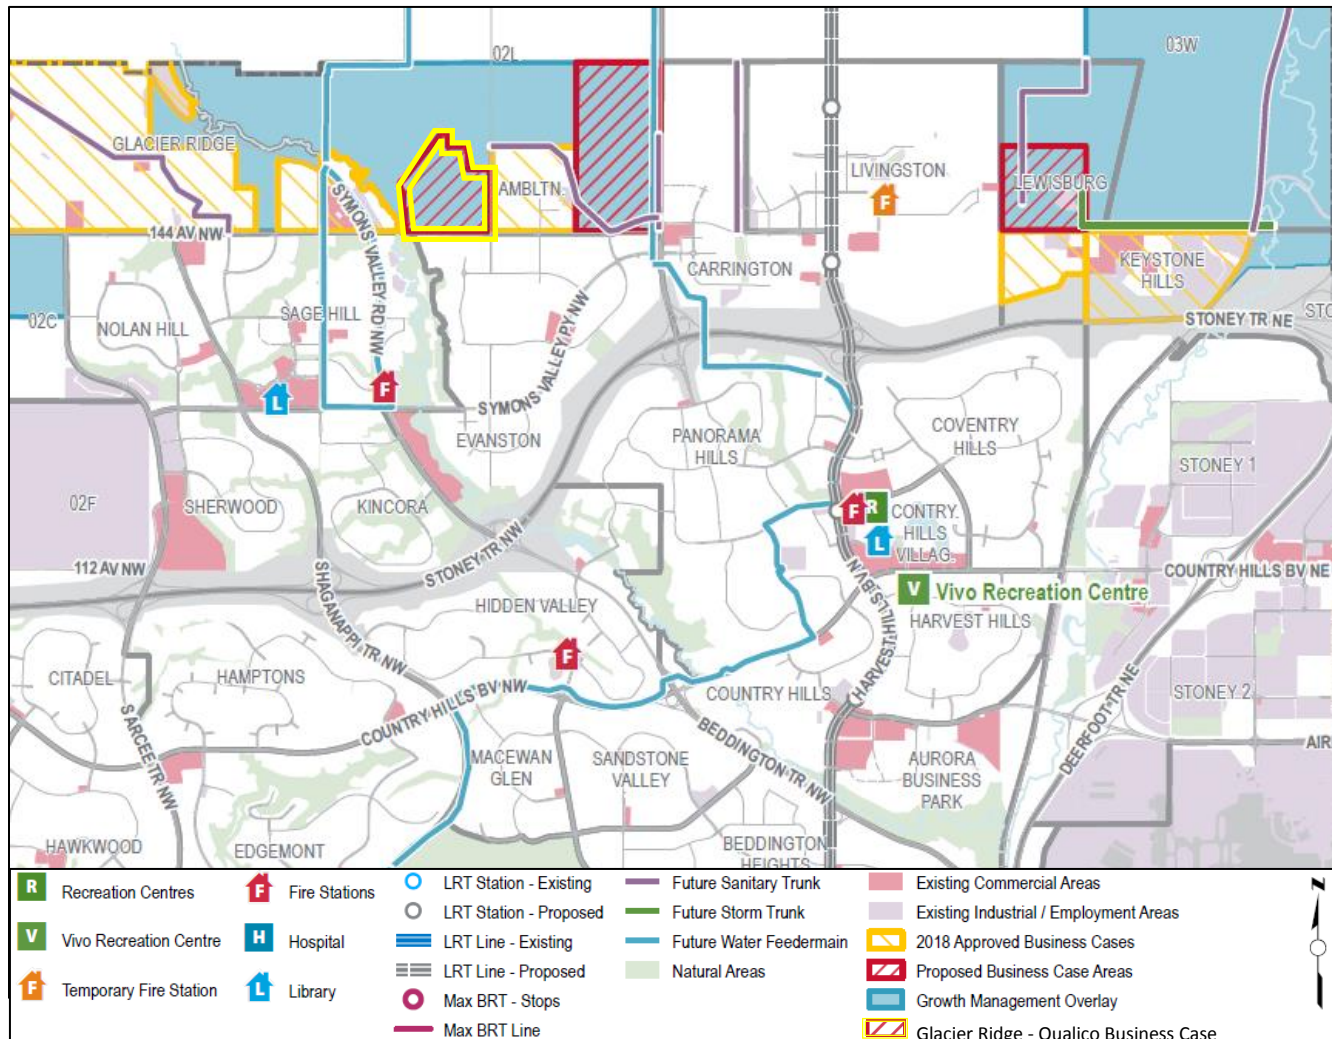 02L
03W
GLACIER RIDGE
AMBLTN.
LIVINGSTON
F
LEWISBURG
144 AV NW
SYMONS VALLEY RD NW
CARRINGTON
KEYSTONE
HILLS
02C
NOLAN HILL
SAGE HILL
STONEY TR NE
STO
L
F
SYMONS VALLEY PY NW
EVANSTON
PANORAMA
HILLS
COVENTRY
HILLS
STONEY 1
02F
SHERWOOD
KINCORA
F
R
CONTRY.
HILLS
VILLAG.
L
112 AV NW
STONEY TR NW
COUNTRY HILLS BV NE
SHAGANAPPI TR NW
HIDDEN VALLEY
V
Vivo Recreation Centre
HARVEST HILLS
HARVEST HILLS BV N
F
CITADEL
HAMPTONS
COUNTRY HILLS
STONEY 2
SARCEE TR NW
COUNTRY HILLS BV NW
BEDDINGTON TR NW
DEERFOOT TR NE
MACEWAN
GLEN
SANDSTONE
VALLEY
AURORA
BUSINESS
PARK
AIR
HAWKWOOD
EDGEMONT
BEDDINGTON
HEIGHTS
R Recreation Centres
F Fire Stations
LRT Station - Existing
Future Sanitary Trunk
Existing Commercial Areas
N
LRT Station - Proposed
Future Storm Trunk
Existing Industrial / Employment Areas
V Vivo Recreation Centre
H Hospital
LRT Line - Existing
Future Water Feedermain
2018 Approved Business Cases
LRT Line - Proposed
Natural Areas
Proposed Business Case Areas
F Temporary Fire Station
L Library
Max BRT - Stops
Growth Management Overlay
Max BRT Line
Glacier Ridge - Qualico Business Case